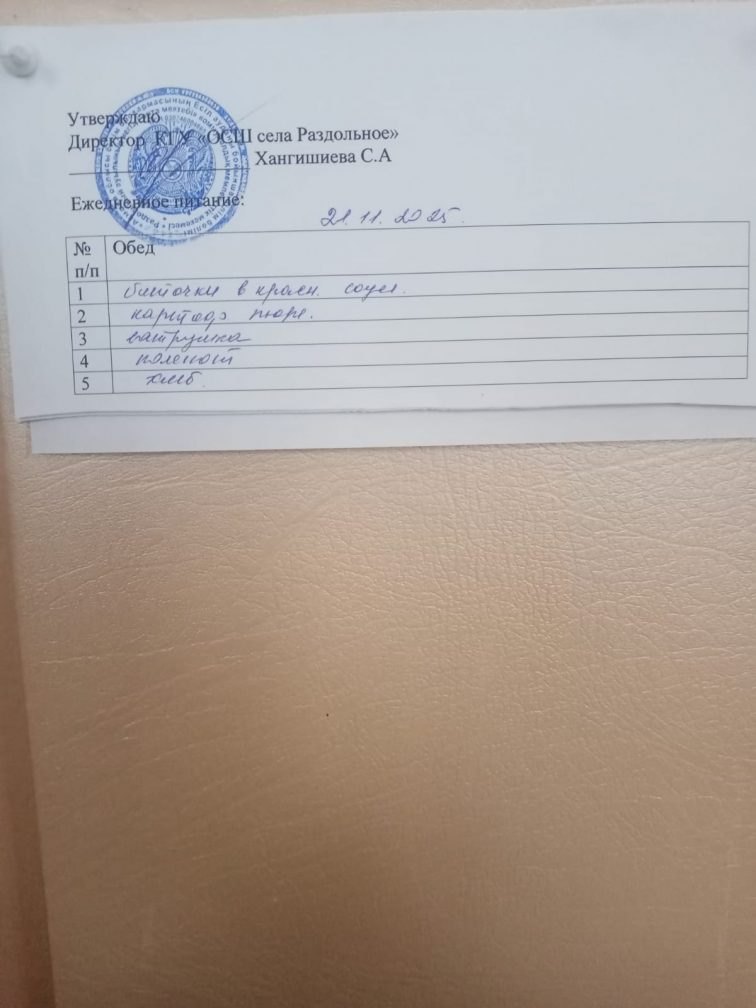 Утверждаю
Директор КГУ «ОСШ села Раздольное»
Хангишиева С.А
Ежедневное питание:
21.11.2025.
№ п/п Обед
1 биточки в красн. соусе.
2 картофо пюре.
3 ватрушка
4 компот
5 хлеб.